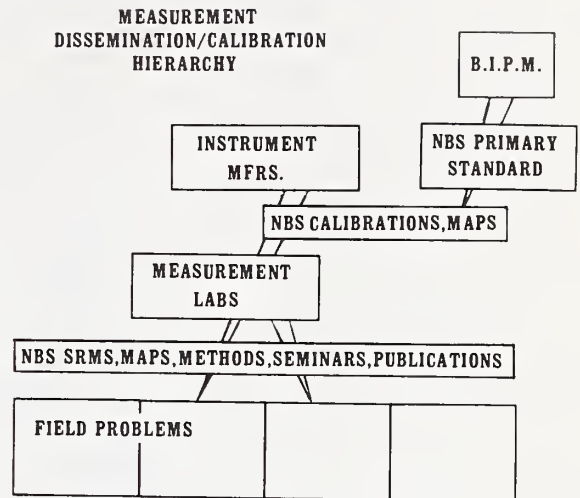 MEASUREMENT
DISSEMINATION/CALIBRATION
HIERARCHY
B.I.P.M.
INSTRUMENT
MFRS.
NBS PRIMARY
STANDARD
NBS CALIBRATIONS,MAPS
MEASUREMENT
LABS
NBS SRMS,MAPS,METHODS,SEMINARS,PUBLICATIONS
FIELD PROBLEMS